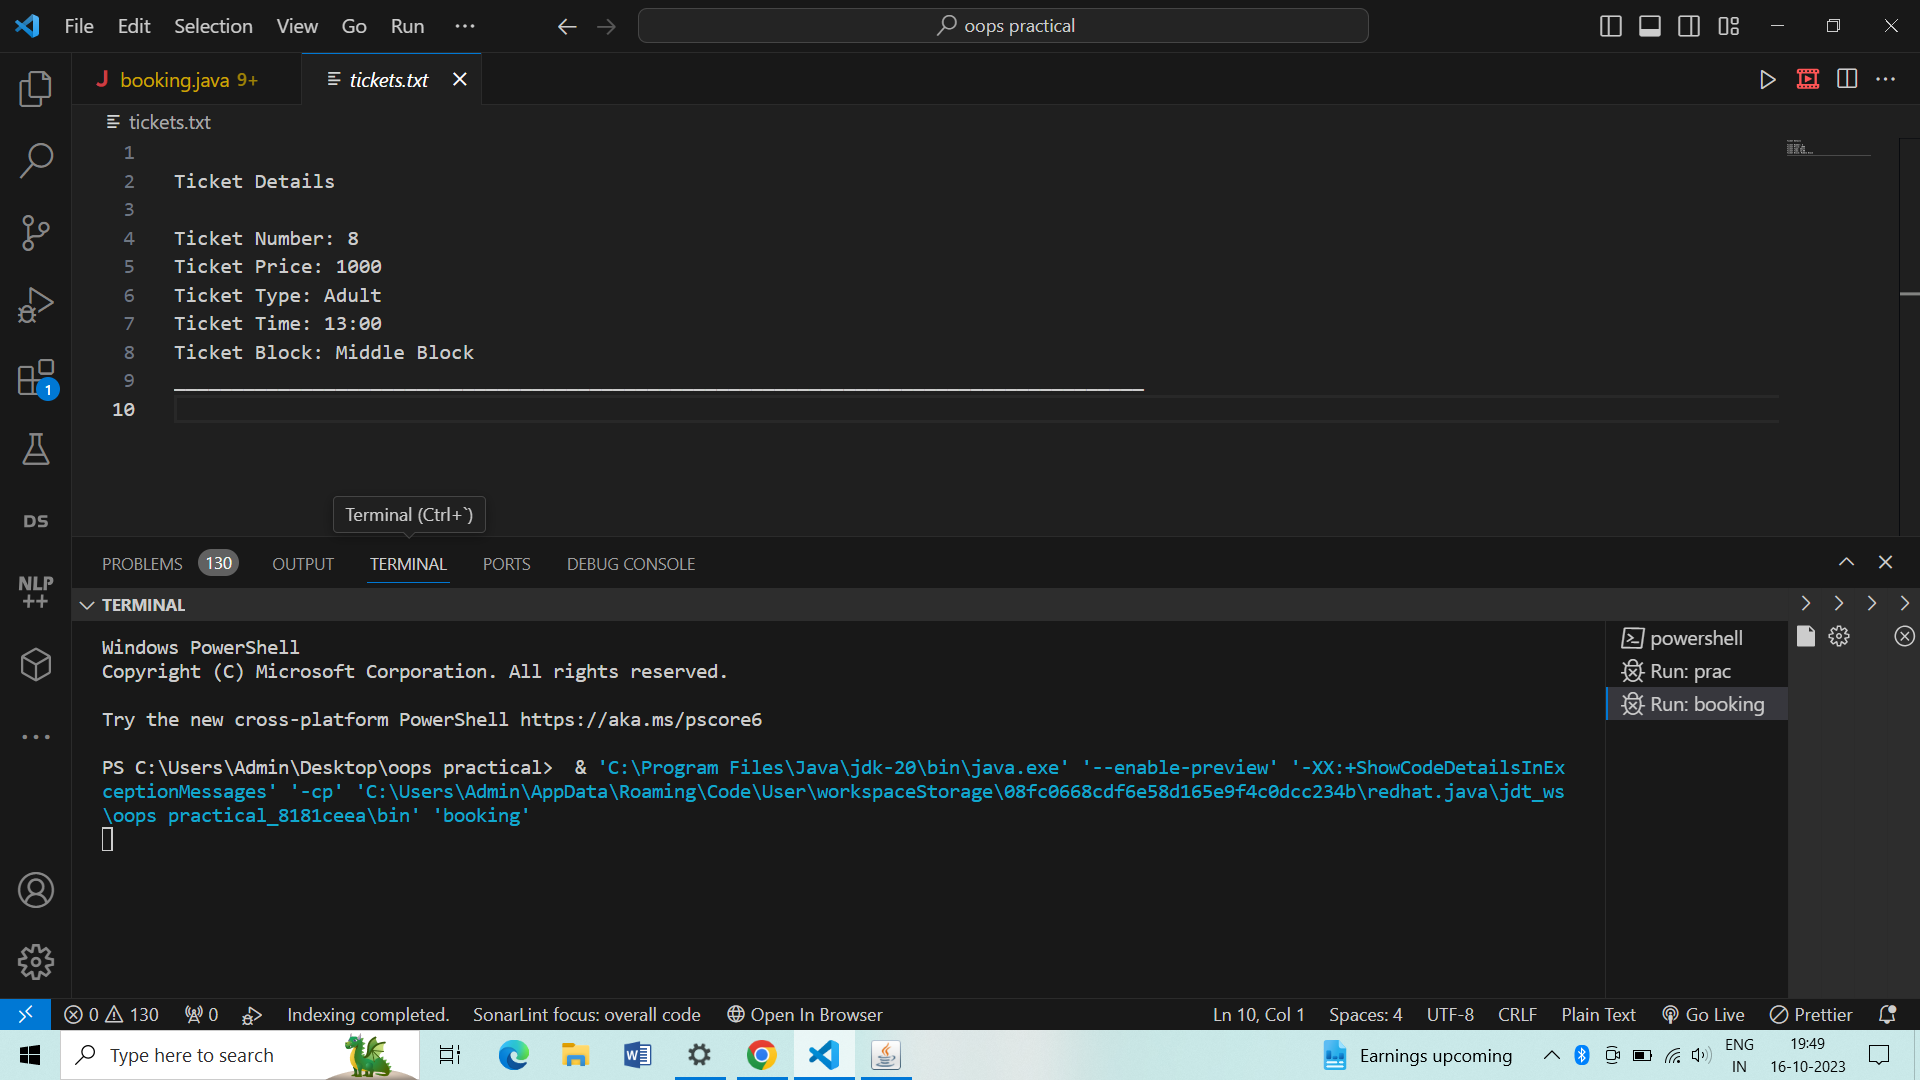 File Edit Selection View Go Run ··· oops practical
booking.java 9+ tickets.txt
tickets.txt
1
2 Ticket Details
3
4 Ticket Number: 8
5 Ticket Price: 1000
6 Ticket Type: Adult
7 Ticket Time: 13:00
8 Ticket Block: Middle Block
9 ____________________________________________________________________________________
10
Terminal (Ctrl+`)
PROBLEMS 130 OUTPUT TERMINAL PORTS DEBUG CONSOLE
TERMINAL
Windows PowerShell
Copyright (C) Microsoft Corporation. All rights reserved.
Try the new cross-platform PowerShell https://aka.ms/pscore6
PS C:\Users\Admin\Desktop\oops practical>  & 'C:\Program Files\Java\jdk-20\bin\java.exe' '--enable-preview' '-XX:+ShowCodeDetailsInEx
ceptionMessages' '-cp' 'C:\Users\Admin\AppData\Roaming\Code\User\workspaceStorage\08fc0668cdf6e58d165e9f4c0dcc234b\redhat.java\jdt_ws
\oops practical_8181ceea\bin' 'booking'
powershell
Run: prac
Run: booking
1
DS
NLP
++
0 130 0 Indexing completed. SonarLint focus: overall code Open In Browser Ln 10, Col 1 Spaces: 4 UTF-8 CRLF Plain Text Go Live Prettier
Type here to search Earnings upcoming ENG IN 19:49 16-10-2023